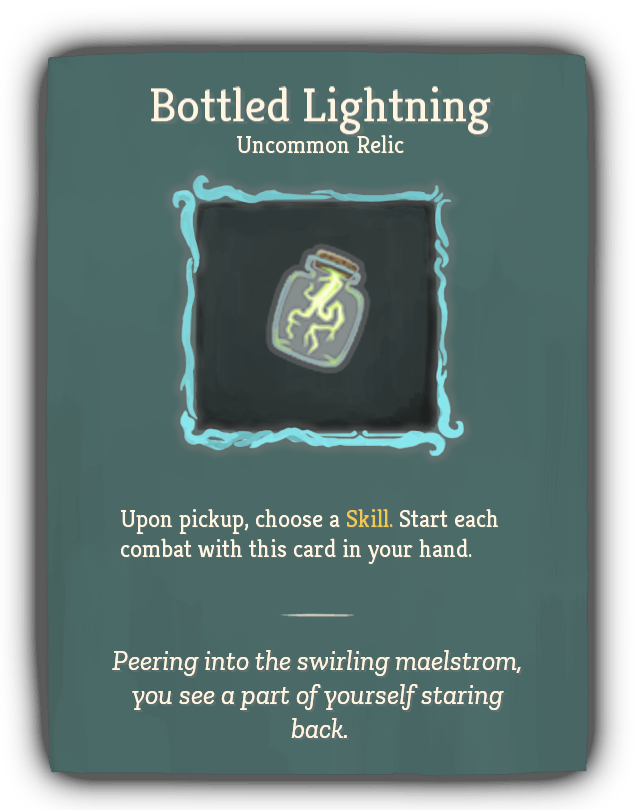 Bottled Lightning
Uncommon Relic
Upon pickup, choose a Skill. Start each
combat with this card in your hand.
Peering into the swirling maelstrom,
you see a part of yourself staring
back.